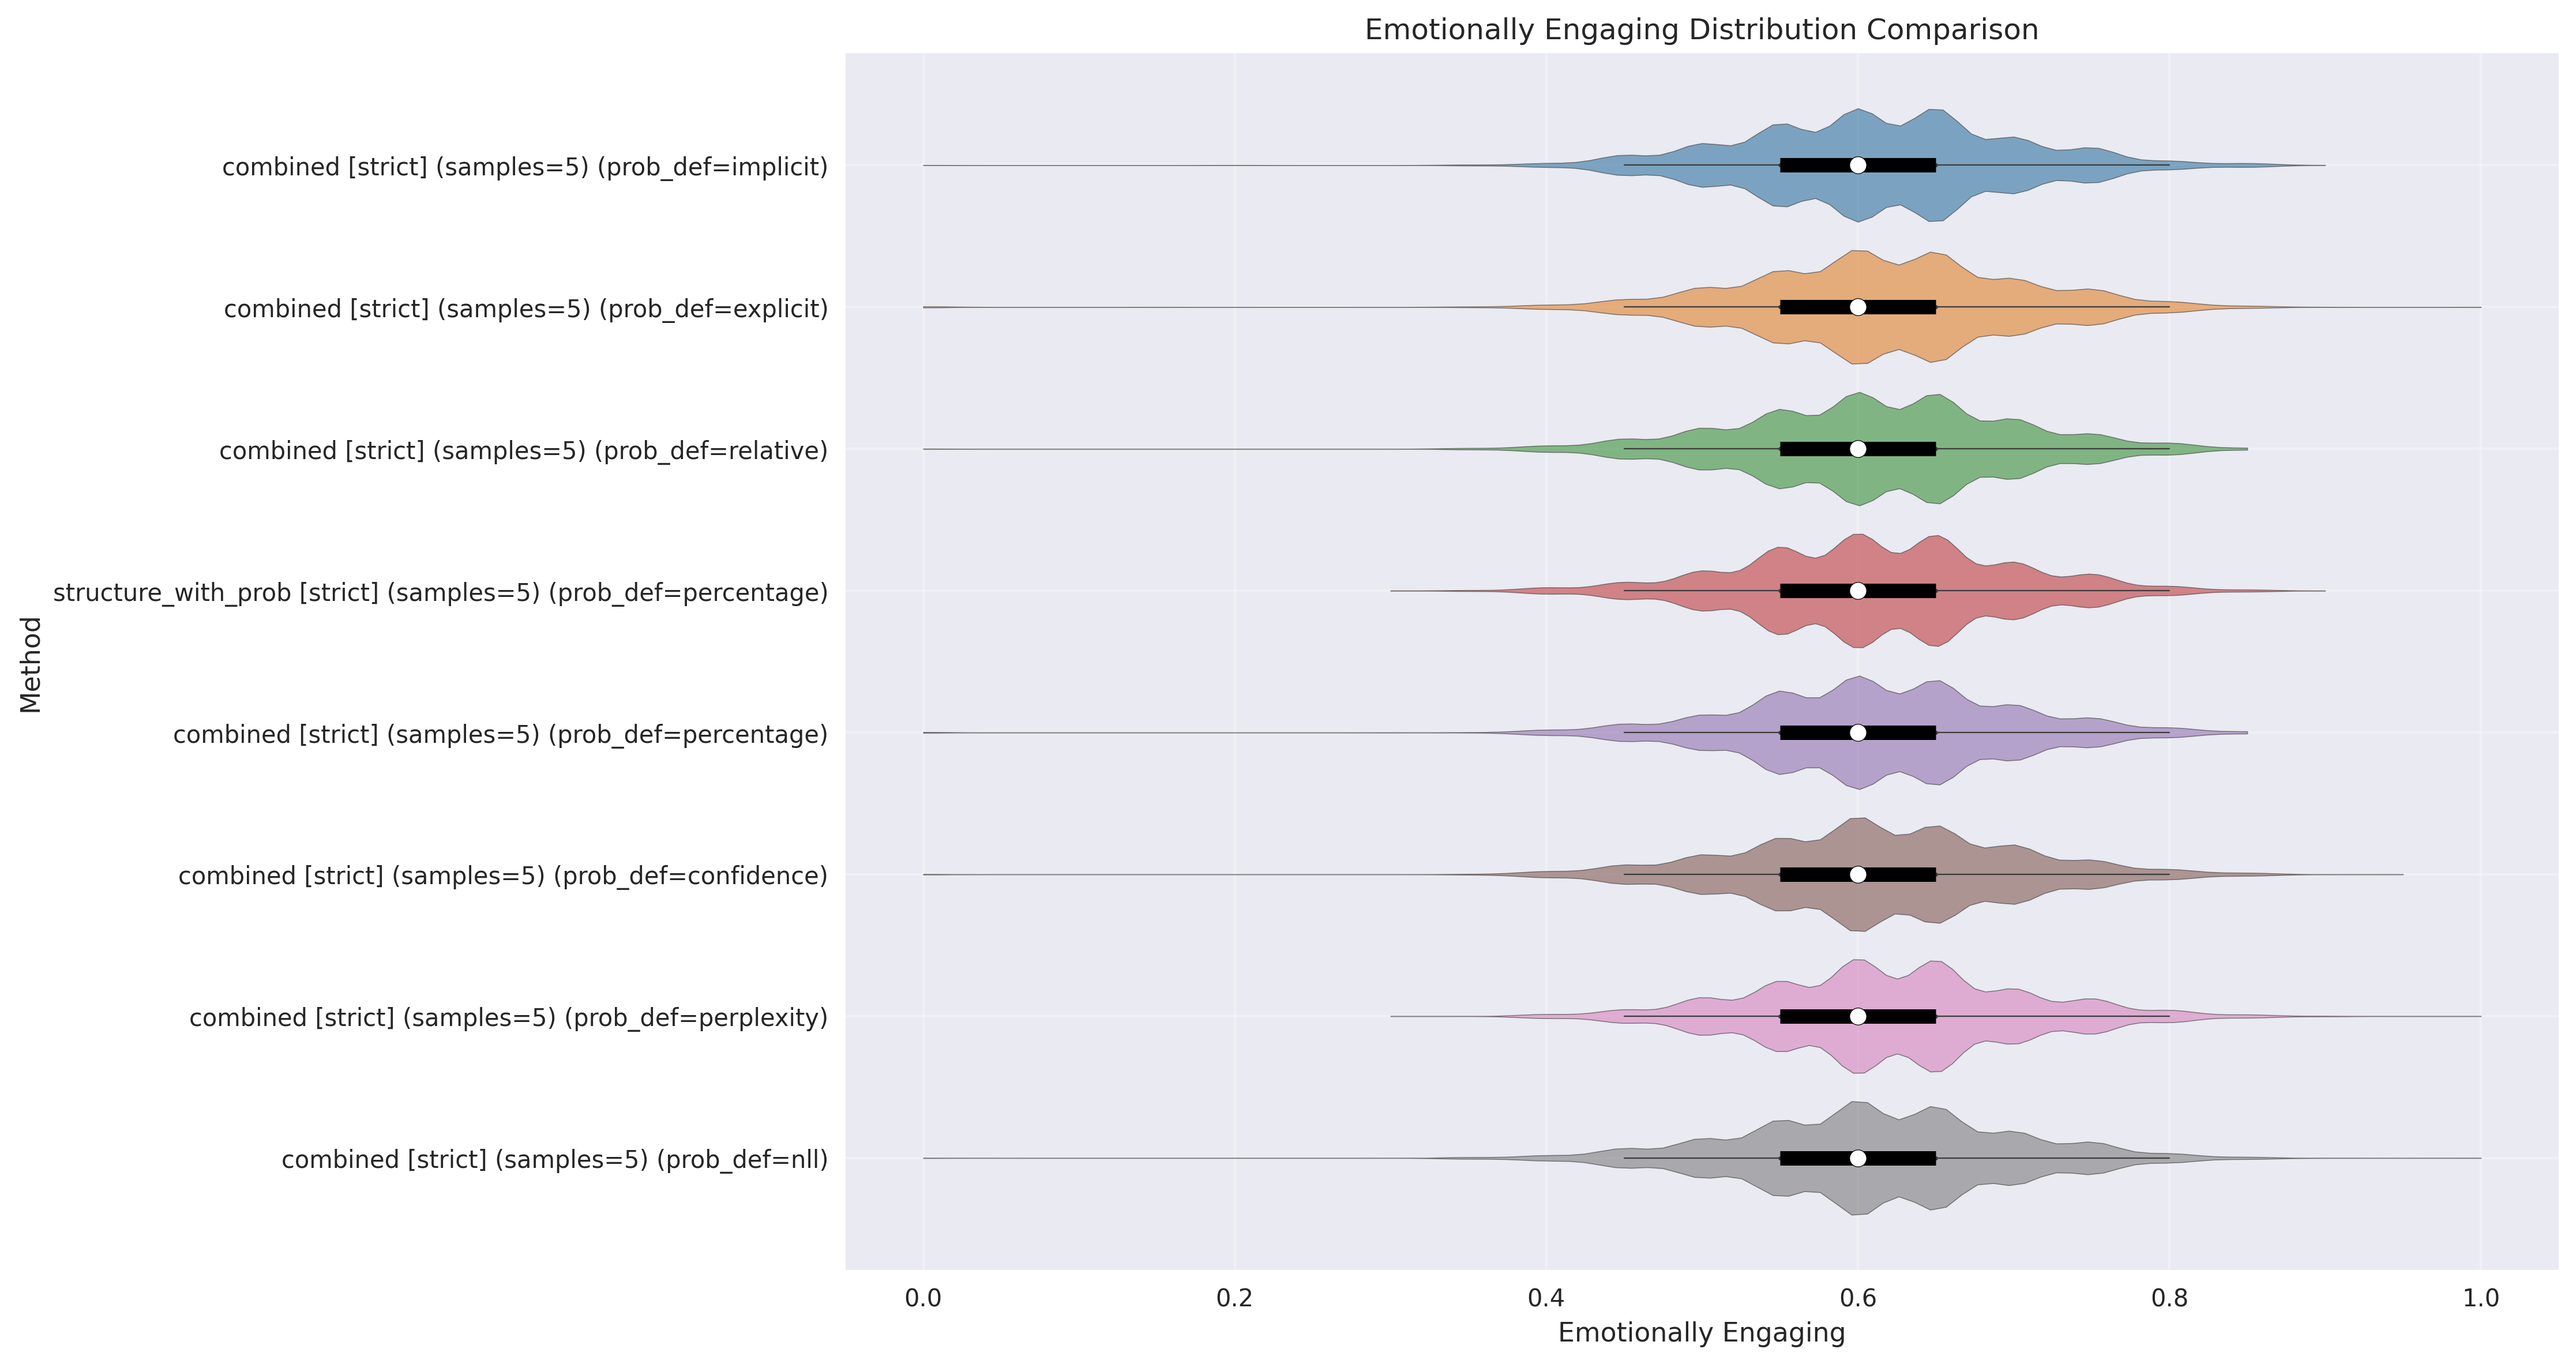 Emotionally Engaging Distribution Comparison
combined [strict] (samples=5) (prob_def=implicit)
combined [strict] (samples=5) (prob_def=explicit)
combined [strict] (samples=5) (prob_def=relative)
structure_with_prob [strict] (samples=5) (prob_def=percentage)
combined [strict] (samples=5) (prob_def=percentage)
combined [strict] (samples=5) (prob_def=confidence)
combined [strict] (samples=5) (prob_def=perplexity)
combined [strict] (samples=5) (prob_def=nll)
Method
0.0 0.2 0.4 0.6 0.8 1.0
Emotionally Engaging